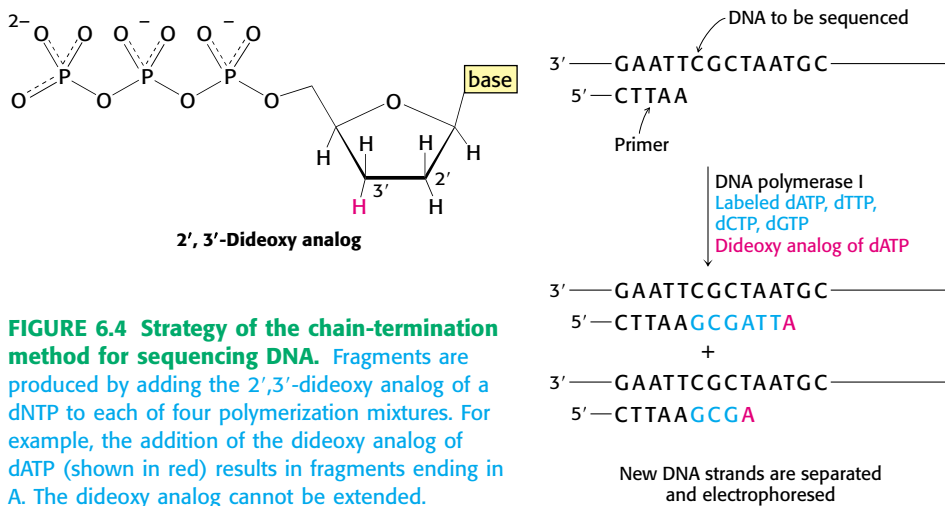 2–
O
O
O
–
O
O
–
O
P
P
P
O
O
O
O
O
base
H
H
H
H
3′
2′
H
H
2′, 3′-Dideoxy analog
FIGURE 6.4 Strategy of the chain-termination
method for sequencing DNA. Fragments are
produced by adding the 2′,3′-dideoxy analog of a
dNTP to each of four polymerization mixtures. For
example, the addition of the dideoxy analog of
dATP (shown in red) results in fragments ending in
A. The dideoxy analog cannot be extended.
DNA to be sequenced
3′ GAATTCGCTAATGC
5′ CTTAA
Primer
DNA polymerase I
Labeled dATP, dTTP,
dCTP, dGTP
Dideoxy analog of dATP
3′ GAATTCGCTAATGC
5′ CTTAAGCGATTA
+
3′ GAATTCGCTAATGC
5′ CTTAAGCGA
New DNA strands are separated
and electrophoresed